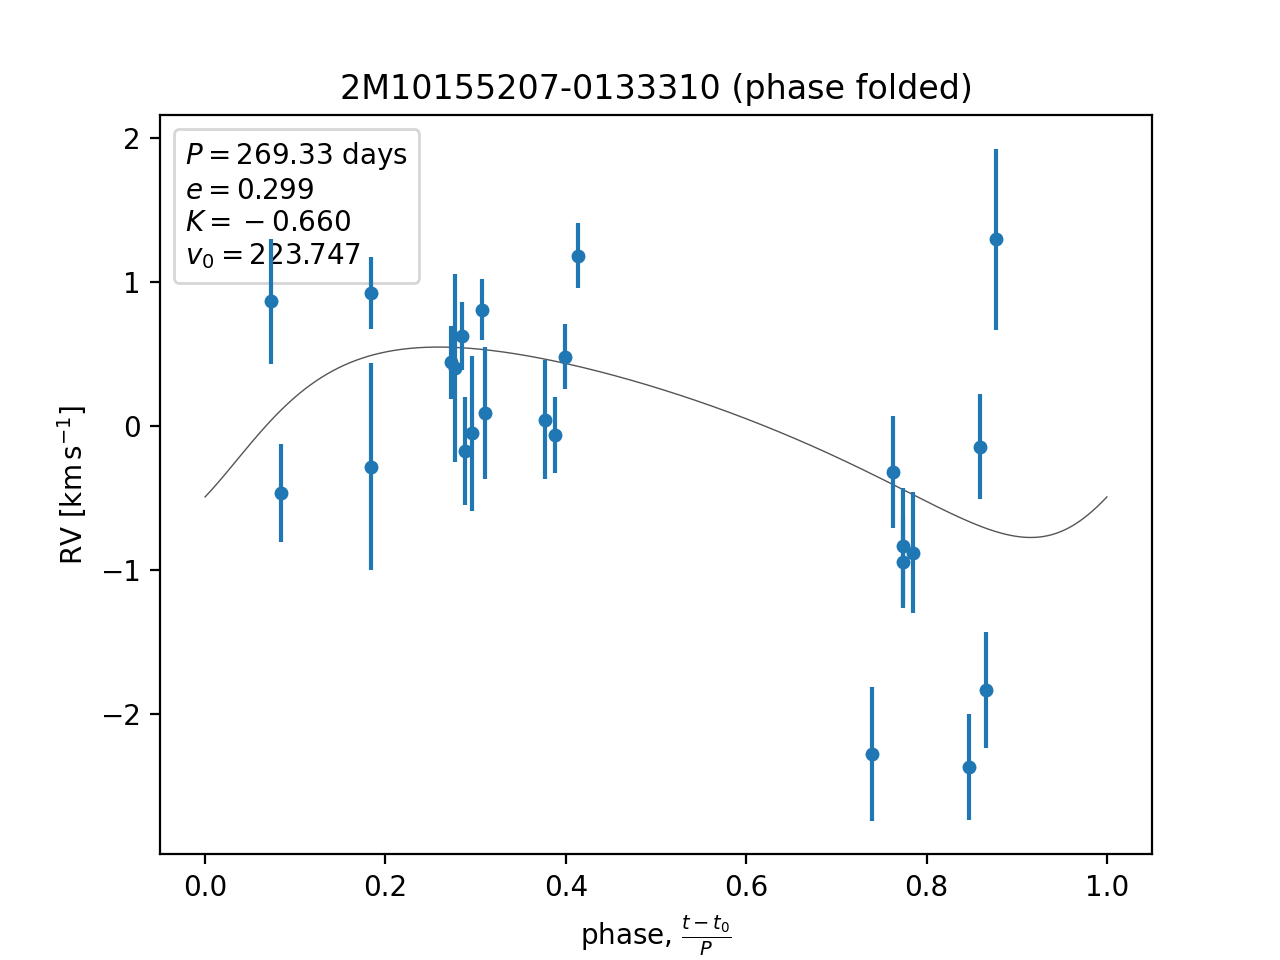 2M10155207-0133310 (phase folded)
P = 269.33 days
e = 0.299
K = −0.660
v₀ = 223.747
2
1
0
−1
−2
RV [km s⁻¹]
0.0 0.2 0.4 0.6 0.8 1.0
phase, (t − t₀)/P